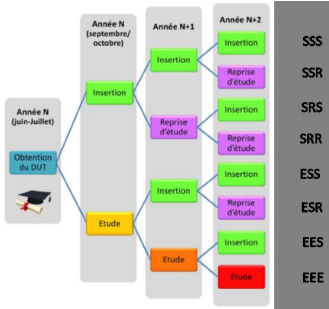 Année N
(juin-Juillet)
Obtention
du DUT
Année N
(septembre/
octobre)
Insertion
Etude
Année N+1
Insertion
Reprise
d'étude
Insertion
Etude
Année N+2
Insertion
Reprise
d'étude
Insertion
Reprise
d'étude
Insertion
Reprise
d'étude
Insertion
Etude
SSS
SSR
SRS
SRR
ESS
ESR
EES
EEE